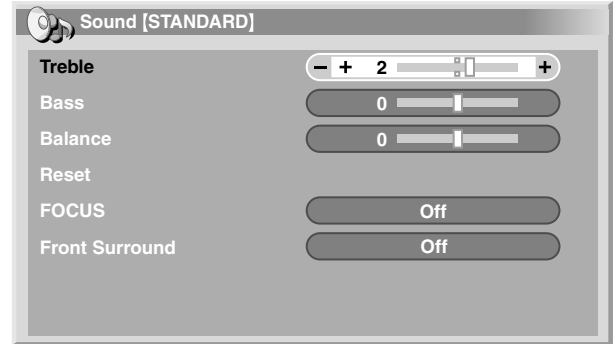 Sound [STANDARD]
Treble − + 2 +
Bass 0
Balance 0
Reset
FOCUS Off
Front Surround Off